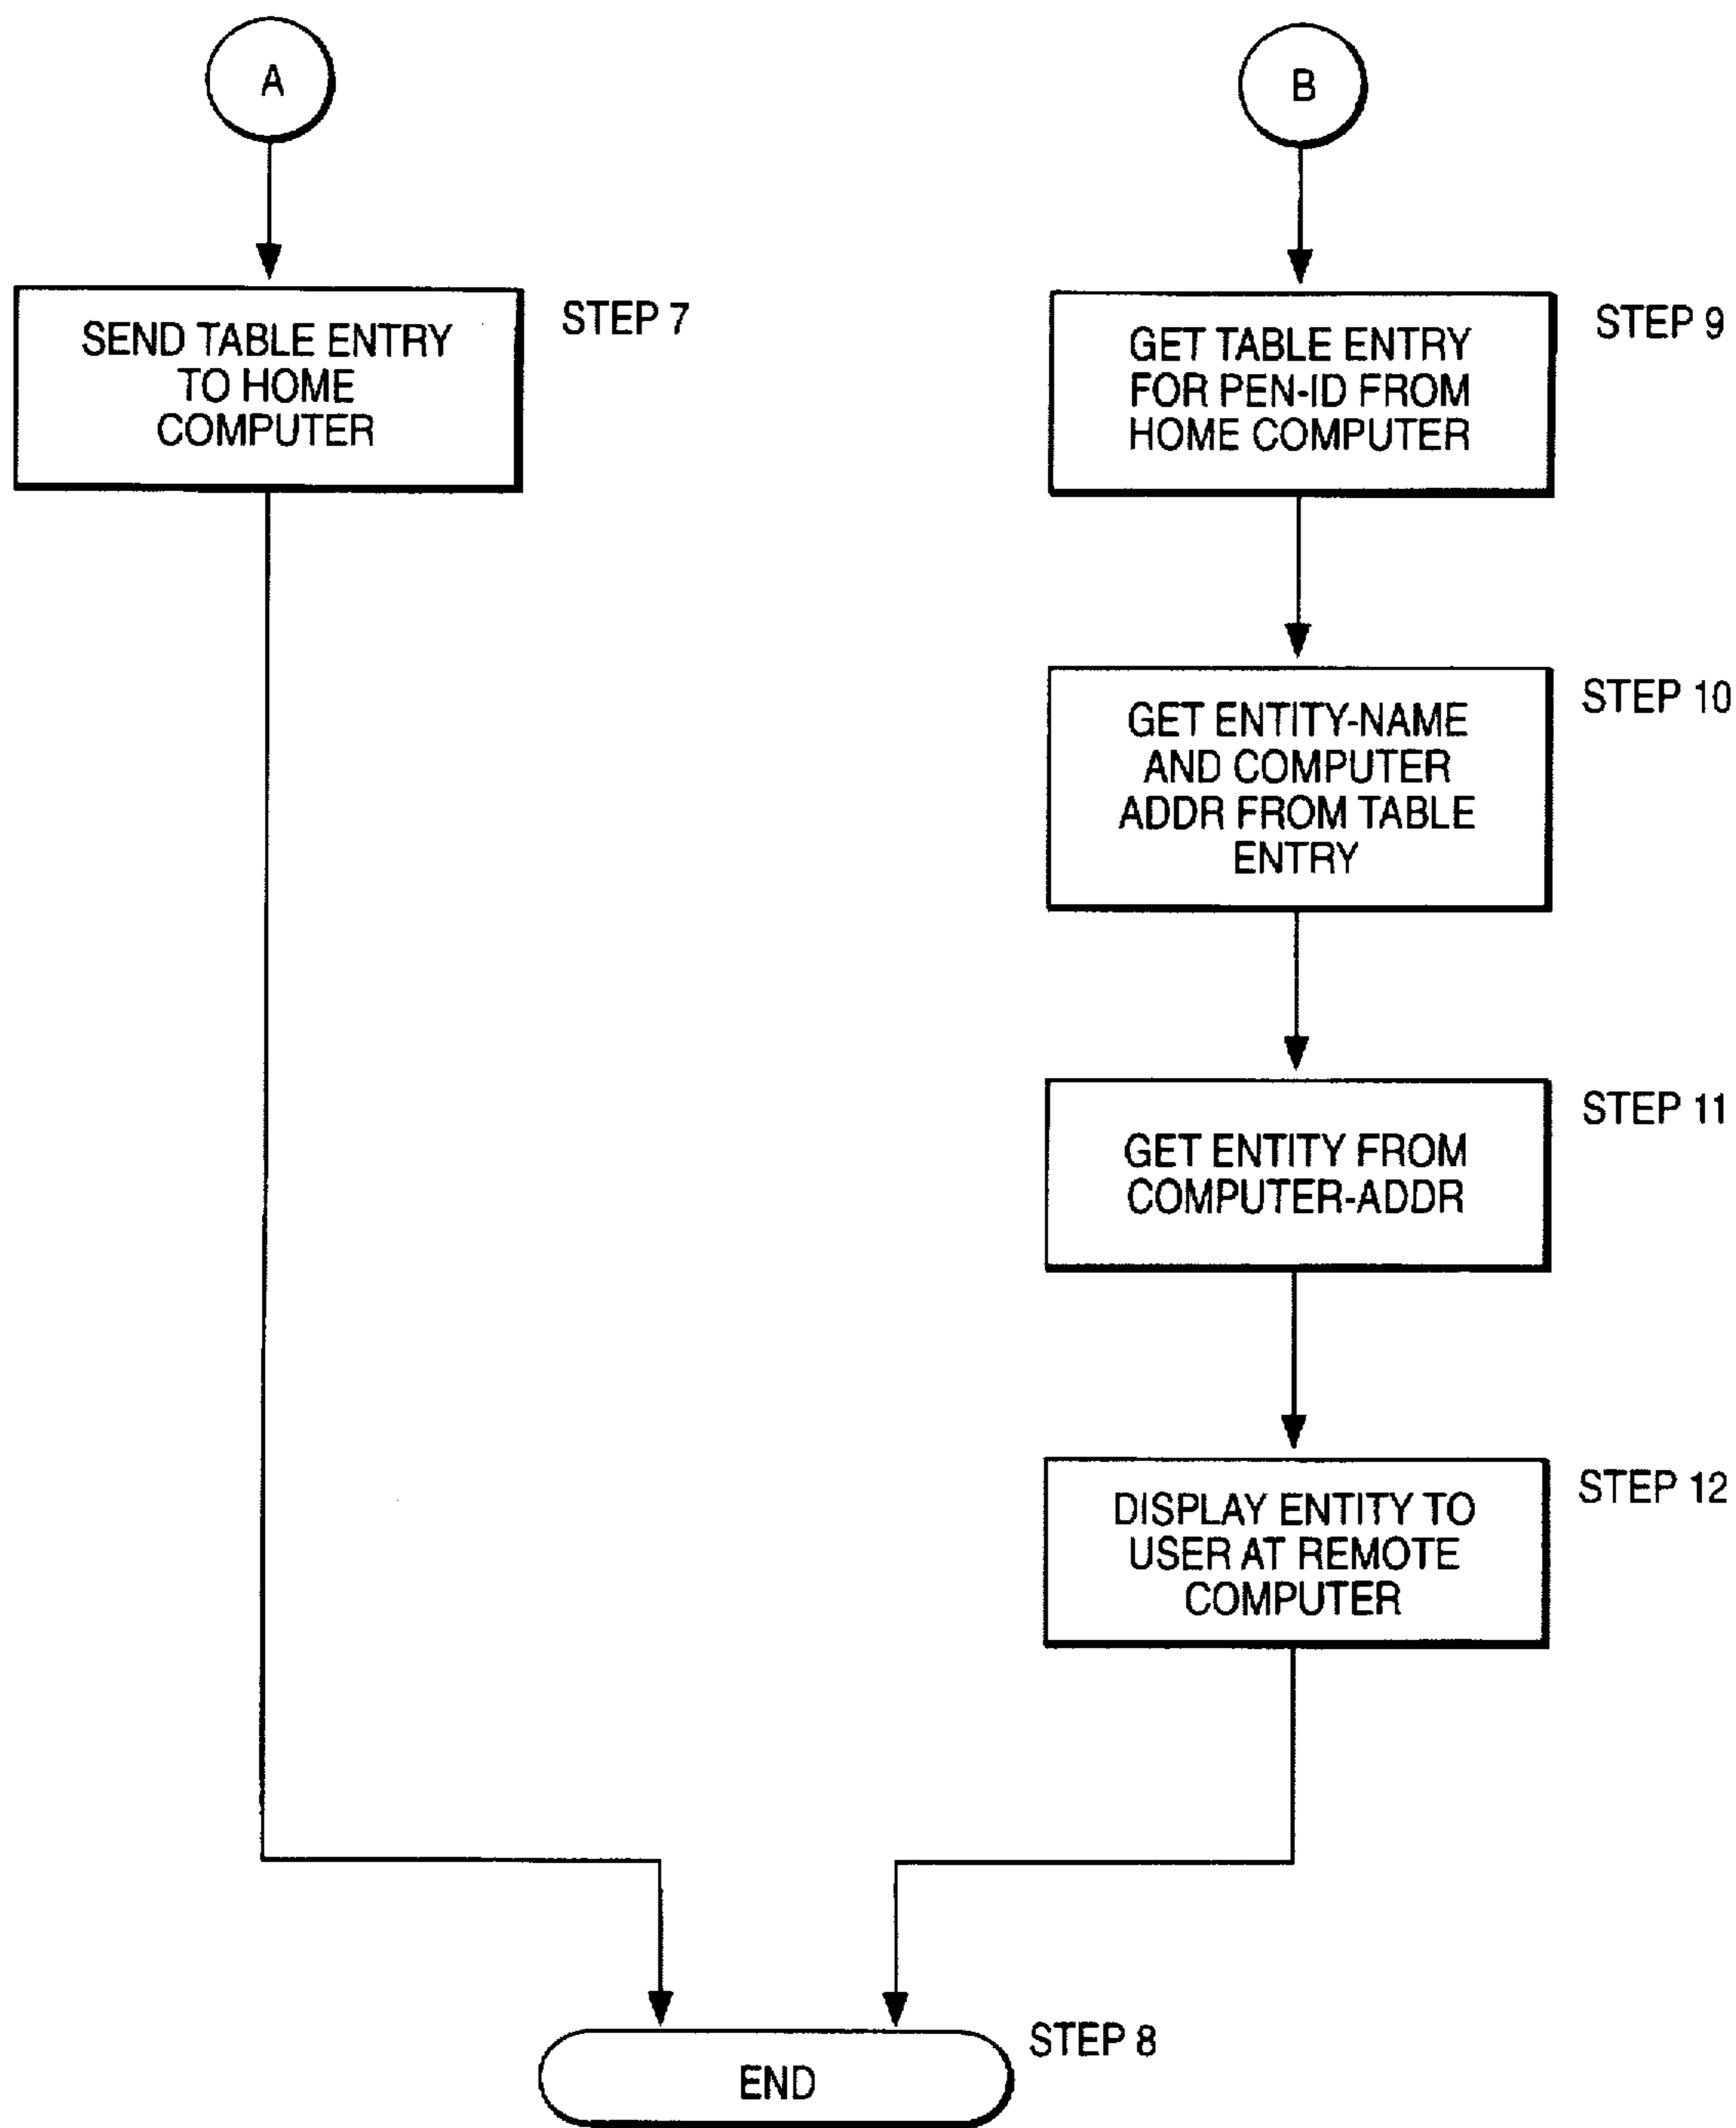 A
SEND TABLE ENTRY
TO HOME
COMPUTER
STEP 7
B
GET TABLE ENTRY
FOR PEN-ID FROM
HOME COMPUTER
STEP 9
GET ENTITY-NAME
AND COMPUTER
ADDR FROM TABLE
ENTRY
STEP 10
GET ENTITY FROM
COMPUTER-ADDR
STEP 11
DISPLAY ENTITY TO
USER AT REMOTE
COMPUTER
STEP 12
END
STEP 8